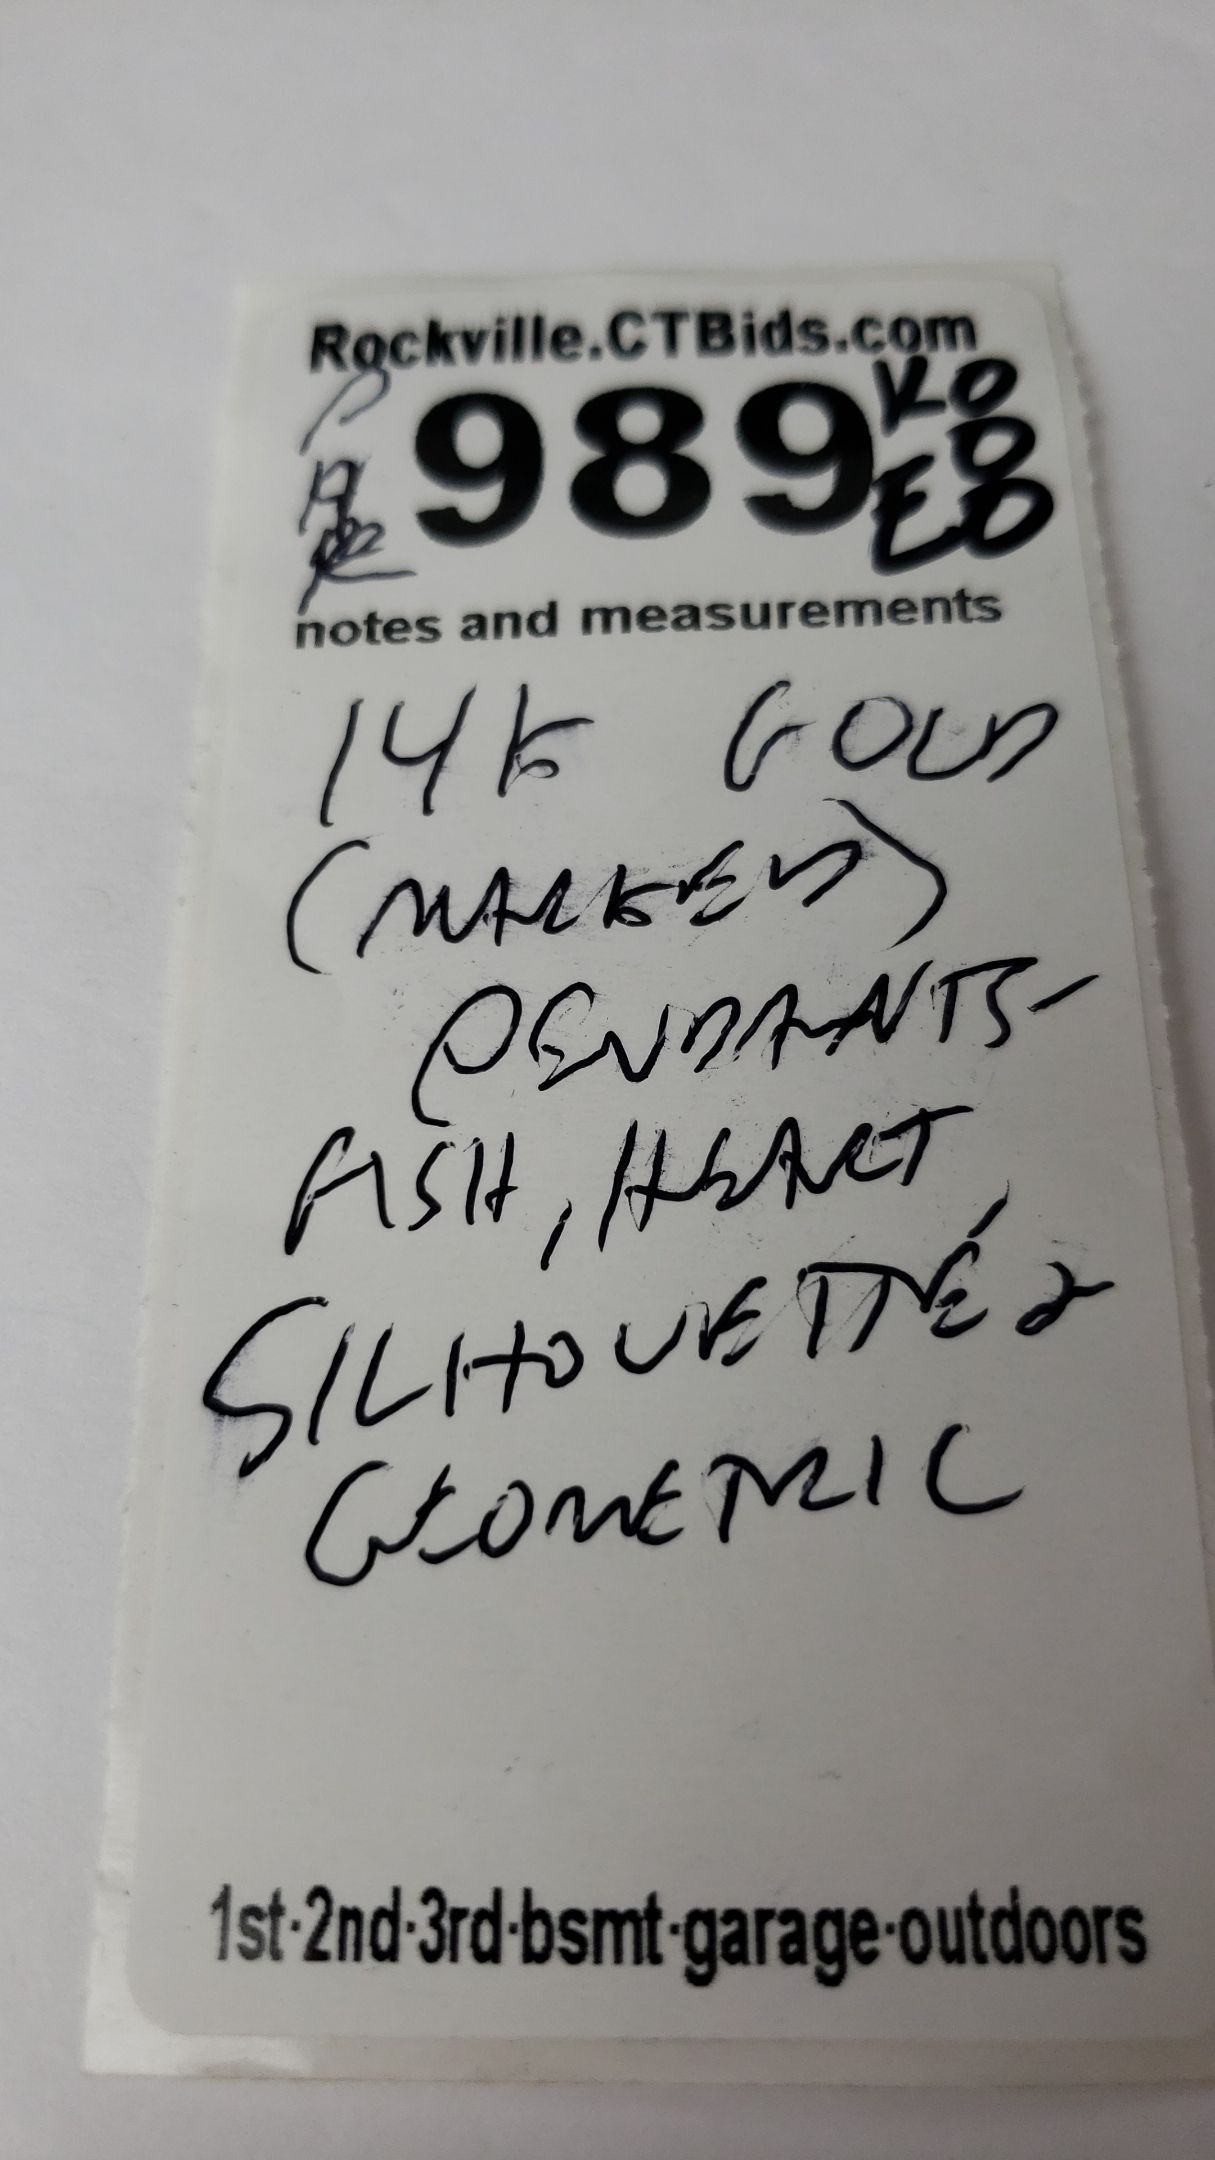 Rockville.CTBids.com
989
notes and measurements
14K GOLD
(MARKED)
PENDANTS-
FISH, HEART,
SILHOUETTE &
GEOMETRIC
1st·2nd·3rd·bsmt·garage·outdoors